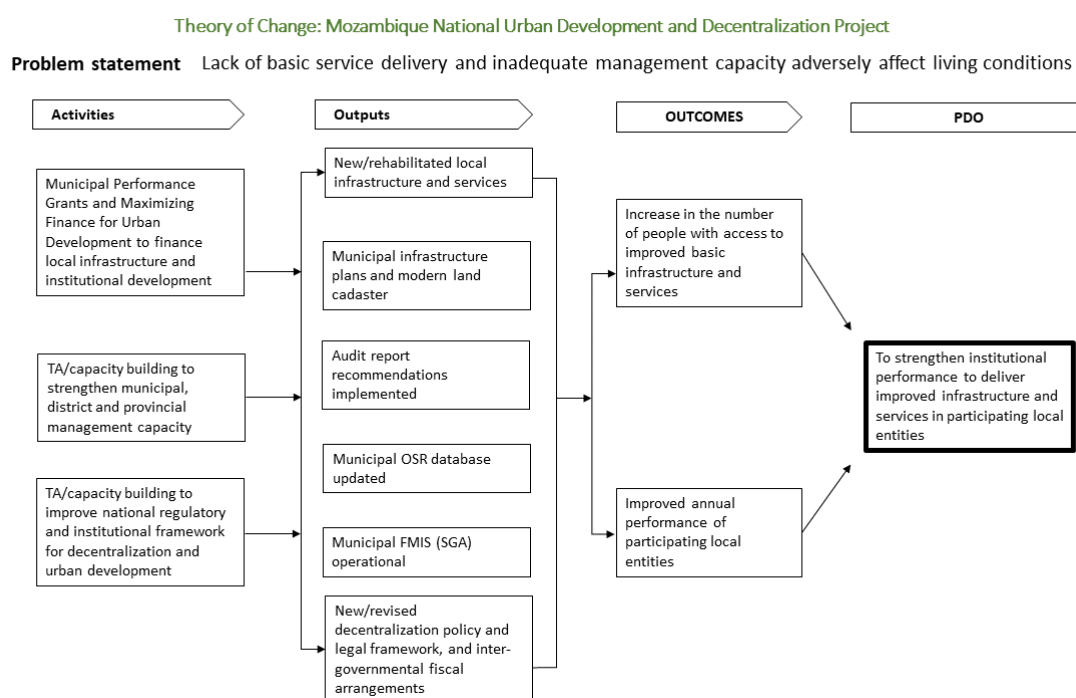 Theory of Change: Mozambique National Urban Development and Decentralization Project
Problem statement Lack of basic service delivery and inadequate management capacity adversely affect living conditions
Activities
Outputs
OUTCOMES
PDO
Municipal Performance
Grants and Maximizing
Finance for Urban
Development to finance
local infrastructure and
institutional development
TA/capacity building to
strengthen municipal,
district and provincial
management capacity
TA/capacity building to
improve national regulatory
and institutional framework
for decentralization and
urban development
New/rehabilitated local
infrastructure and services
Municipal infrastructure
plans and modern land
cadaster
Audit report
recommendations
implemented
Municipal OSR database
updated
Municipal FMIS (SGA)
operational
New/revised
decentralization policy and
legal framework, and inter-
governmental fiscal
arrangements
Increase in the number
of people with access to
improved basic
infrastructure and
services
Improved annual
performance of
participating local
entities
To strengthen institutional
performance to deliver
improved infrastructure and
services in participating local
entities